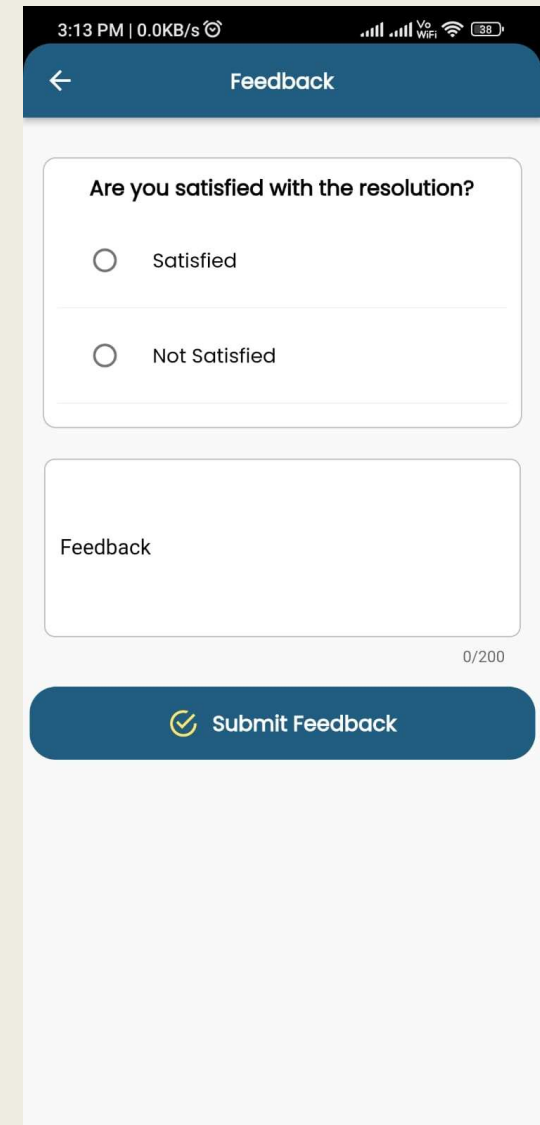 3:13 PM | 0.0KB/s Vo WiFi 38
Feedback
Are you satisfied with the resolution?
Satisfied
Not Satisfied
Feedback
0/200
Submit Feedback